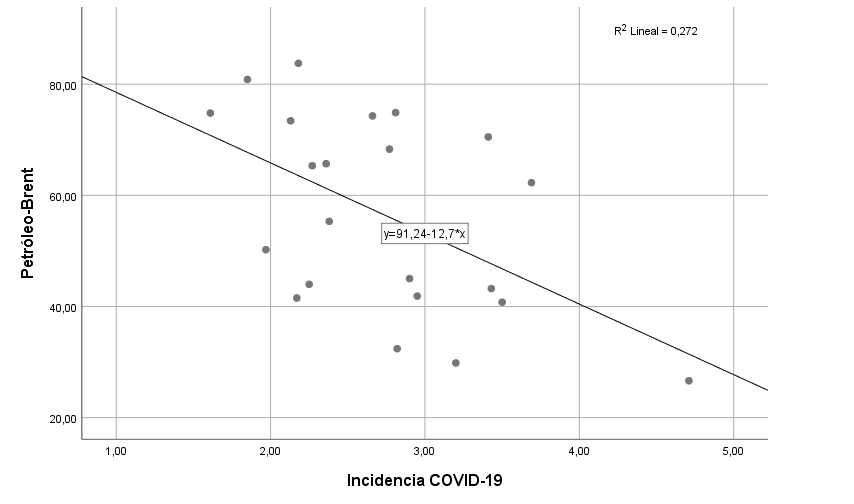 R² Lineal = 0,272
80,00
60,00
40,00
20,00
Petróleo-Brent
y=91,24-12,7*x
1,00 2,00 3,00 4,00 5,00
Incidencia COVID-19